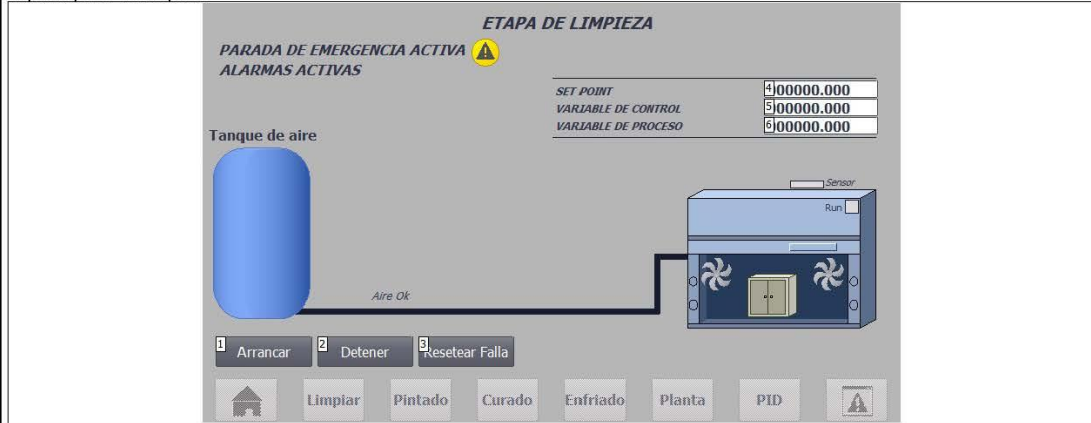 ETAPA DE LIMPIEZA
PARADA DE EMERGENCIA ACTIVA
ALARMAS ACTIVAS
SET POINT 4 00000.000
VARIABLE DE CONTROL 5 00000.000
VARIABLE DE PROCESO 6 00000.000
Tanque de aire
Sensor
Run
Aire Ok
1 Arrancar 2 Detener 3 Resetear Falla
Limpiar Pintado Curado Enfriado Planta PID